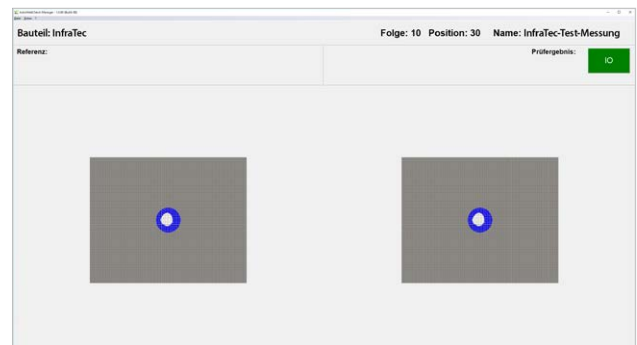 Bauteil: InfraTec
Folge: 10 Position: 30 Name: InfraTec-Test-Messung
Referenz:
Prüfergebnis:
IO